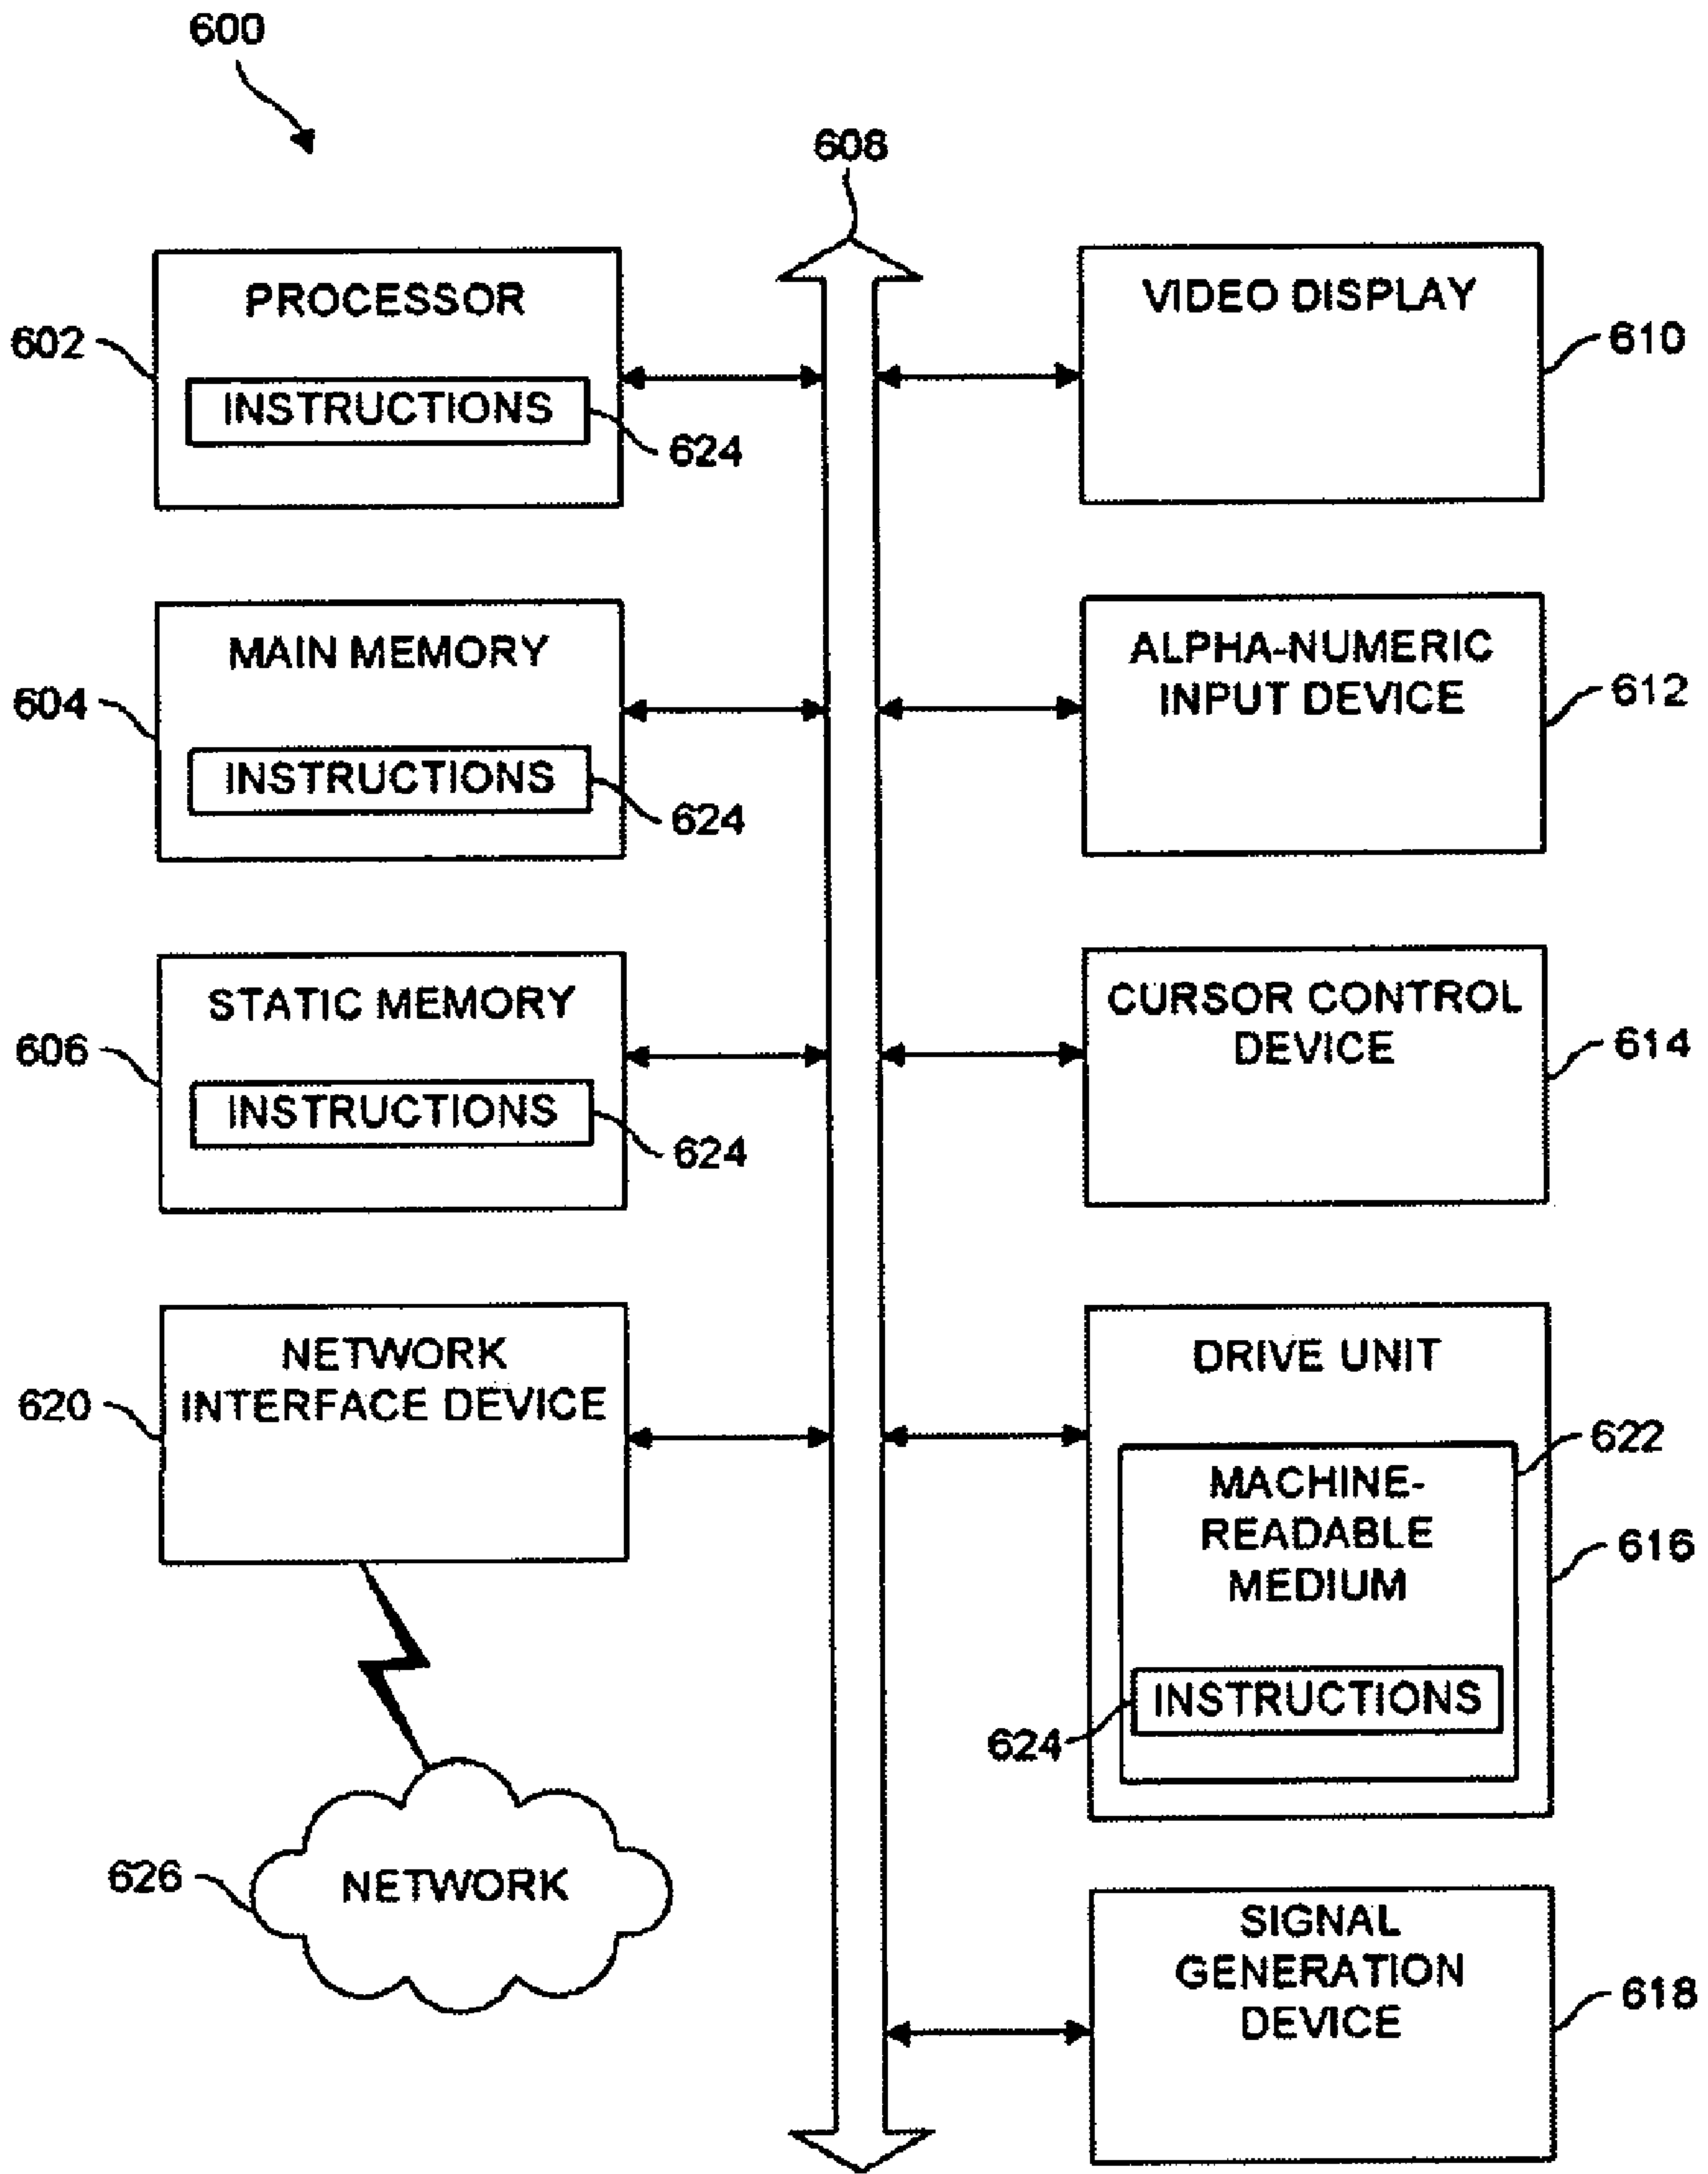 600
608
PROCESSOR
602
INSTRUCTIONS
624
VIDEO DISPLAY
610
MAIN MEMORY
604
INSTRUCTIONS
624
ALPHA-NUMERIC
INPUT DEVICE
612
STATIC MEMORY
606
INSTRUCTIONS
624
CURSOR CONTROL
DEVICE
614
NETWORK
INTERFACE DEVICE
620
DRIVE UNIT
622
MACHINE-
READABLE
MEDIUM
616
INSTRUCTIONS
624
NETWORK
626
SIGNAL
GENERATION
DEVICE
618